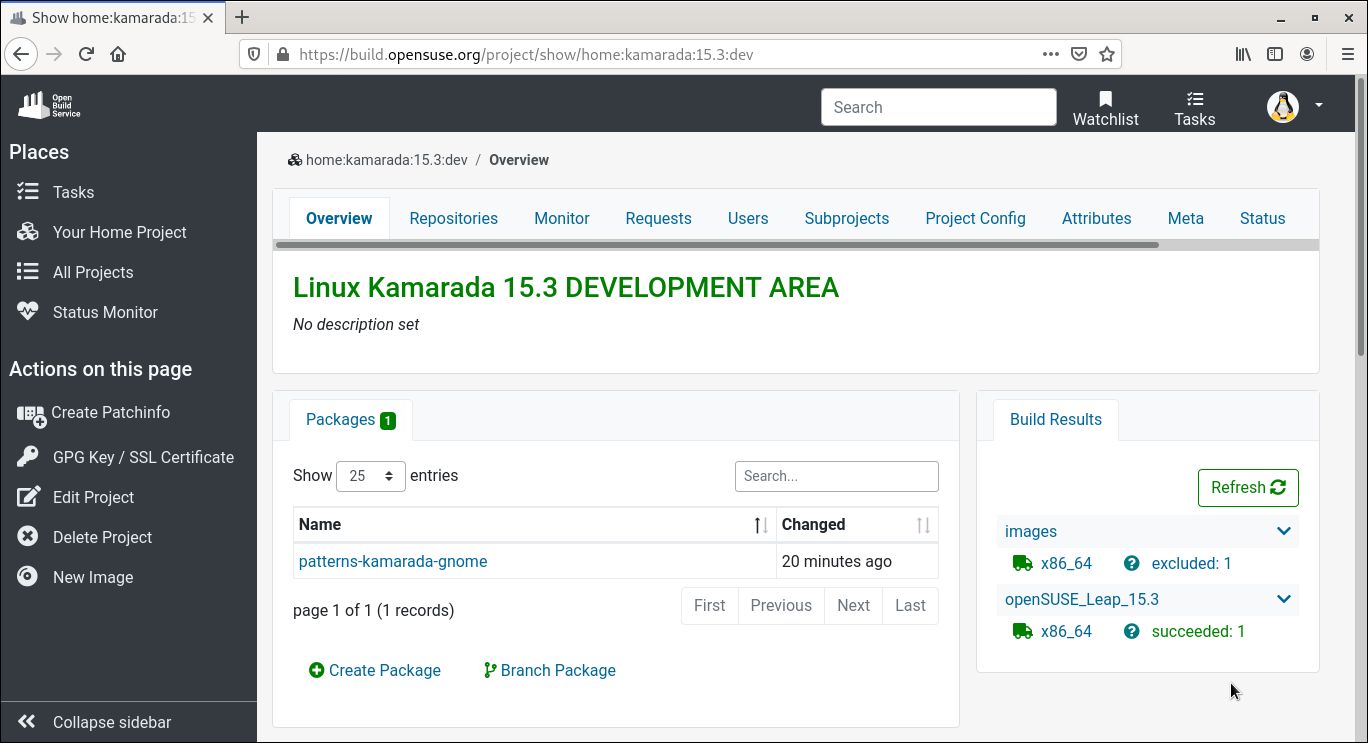 Show home:kamarada:15
https://build.opensuse.org/project/show/home:kamarada:15.3:dev
Open
Build
Service
Search
Watchlist
Tasks
Places
Tasks
Your Home Project
All Projects
Status Monitor
Actions on this page
Create Patchinfo
GPG Key / SSL Certificate
Edit Project
Delete Project
New Image
Collapse sidebar
home:kamarada:15.3:dev / Overview
Overview Repositories Monitor Requests Users Subprojects Project Config Attributes Meta Status
Linux Kamarada 15.3 DEVELOPMENT AREA
No description set
Packages 1
Show 25 entries
Search...
Name Changed
patterns-kamarada-gnome 20 minutes ago
page 1 of 1 (1 records)
First Previous Next Last
Create Package Branch Package
Build Results
Refresh
images
x86_64 excluded: 1
openSUSE_Leap_15.3
x86_64 succeeded: 1